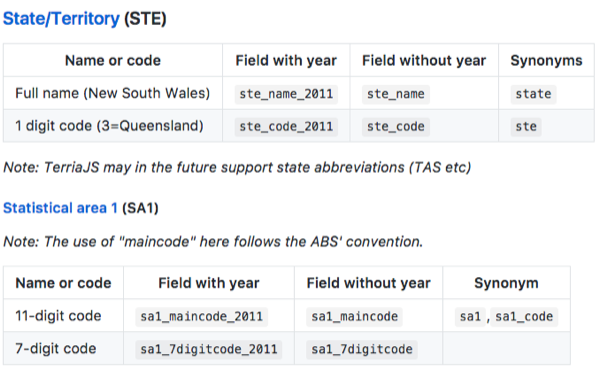 State/Territory (STE)
Name or code Field with year Field without year Synonyms
Full name (New South Wales) ste_name_2011 ste_name state
1 digit code (3=Queensland) ste_code_2011 ste_code ste
Note: TerriaJS may in the future support state abbreviations (TAS etc)
Statistical area 1 (SA1)
Note: The use of "maincode" here follows the ABS' convention.
Name or code Field with year Field without year Synonym
11-digit code sa1_maincode_2011 sa1_maincode sa1 , sa1_code
7-digit code sa1_7digitcode_2011 sa1_7digitcode